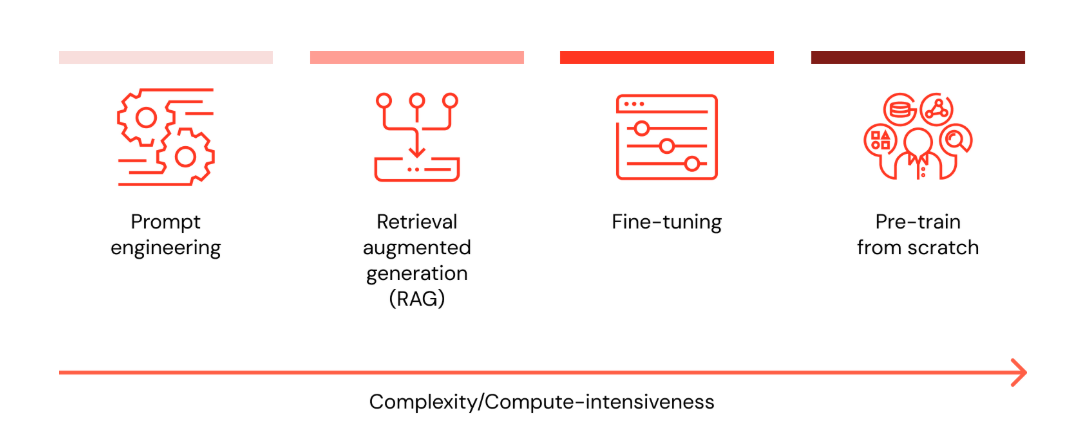 Prompt
engineering
Retrieval
augmented
generation
(RAG)
Fine-tuning
Pre-train
from scratch
Complexity/Compute-intensiveness